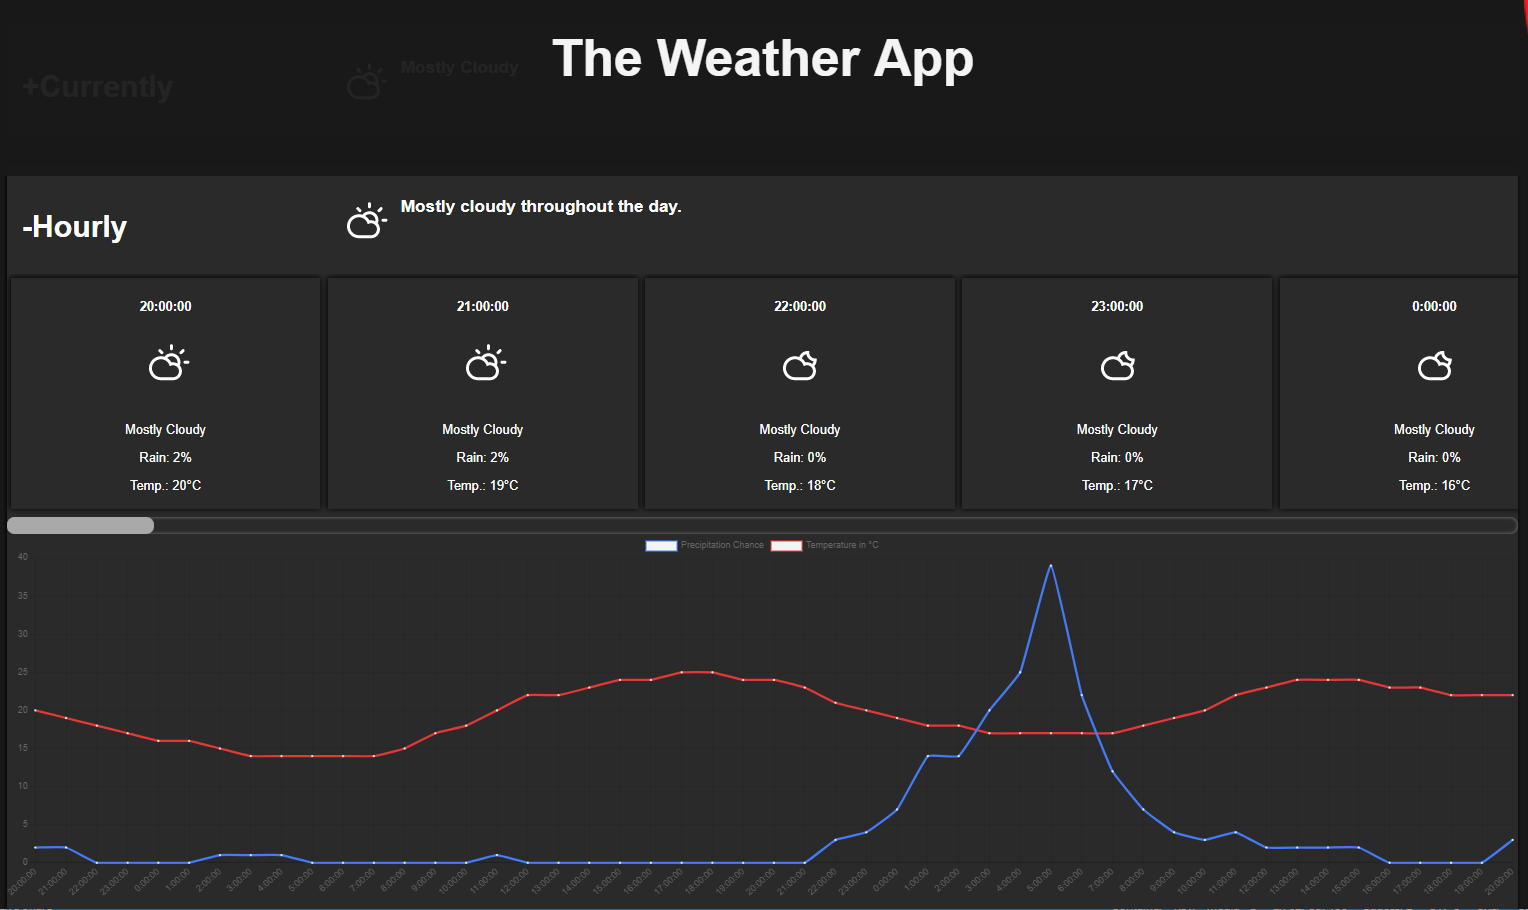 The Weather App
+Currently
Mostly Cloudy
-Hourly
Mostly cloudy throughout the day.
20:00:00 21:00:00 22:00:00 23:00:00 0:00:00
Mostly Cloudy Mostly Cloudy Mostly Cloudy Mostly Cloudy Mostly Cloudy
Rain: 2% Rain: 2% Rain: 0% Rain: 0% Rain: 0%
Temp.: 20°C Temp.: 19°C Temp.: 18°C Temp.: 17°C Temp.: 16°C
Precipitation Chance Temperature in °C
40
35
30
25
20
15
10
5
0
20:00:00 21:00:00 22:00:00 23:00:00 0:00:00 1:00:00 2:00:00 3:00:00 4:00:00 5:00:00 6:00:00 7:00:00 8:00:00 9:00:00 10:00:00 11:00:00 12:00:00 13:00:00 14:00:00 15:00:00 16:00:00 17:00:00 18:00:00 19:00:00 20:00:00 21:00:00 22:00:00 23:00:00 0:00:00 1:00:00 2:00:00 3:00:00 4:00:00 5:00:00 6:00:00 7:00:00 8:00:00 9:00:00 10:00:00 11:00:00 12:00:00 13:00:00 14:00:00 15:00:00 16:00:00 17:00:00 18:00:00 19:00:00 20:00:00